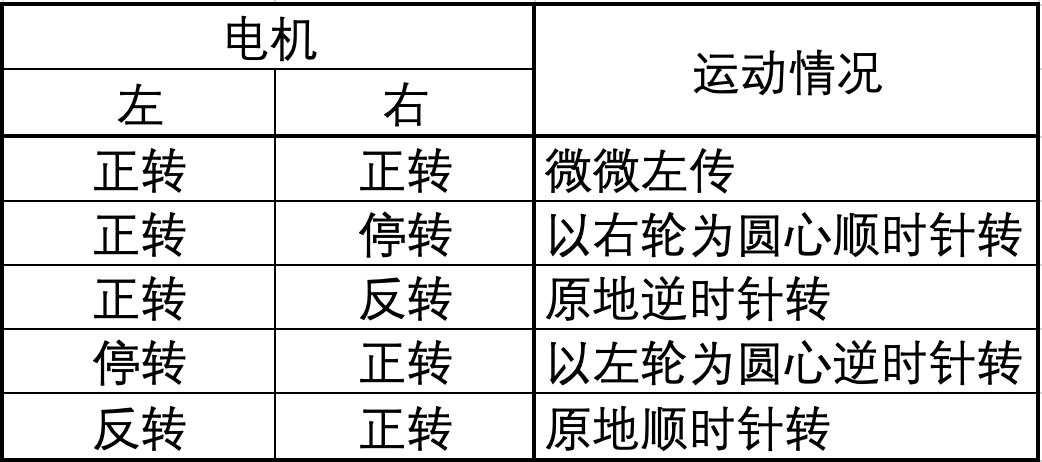 电机
运动情况
左 右
正转 正转 微微左传
正转 停转 以右轮为圆心顺时针转
正转 反转 原地逆时针转
停转 正转 以左轮为圆心逆时针转
反转 正转 原地顺时针转